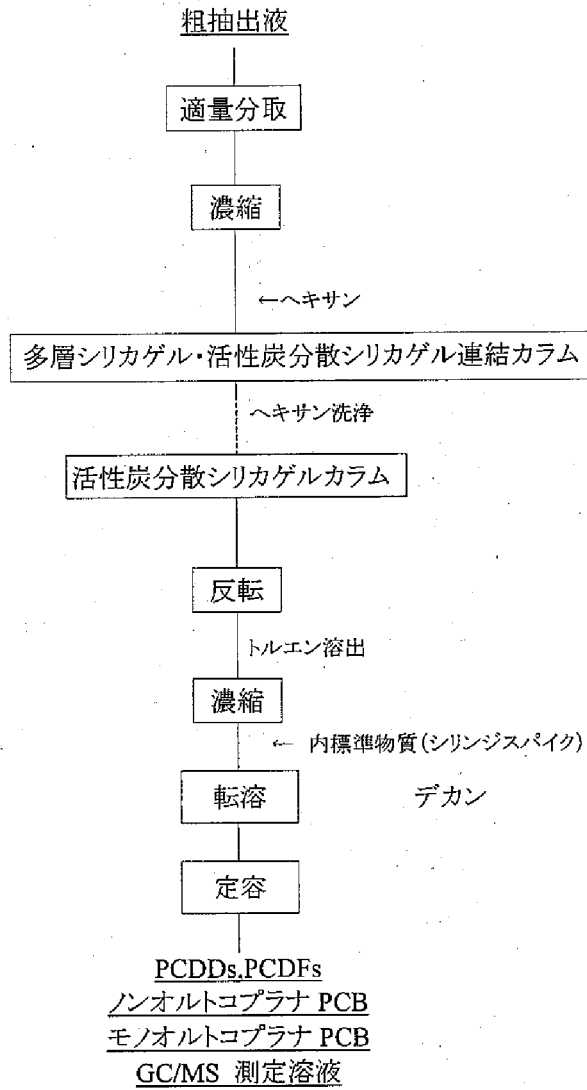 粗抽出液
適量分取
濃縮
←ヘキサン
多層シリカゲル・活性炭分散シリカゲル連結カラム
ヘキサン洗浄
活性炭分散シリカゲルカラム
反転
トルエン溶出
濃縮
← 内標準物質(シリンジスパイク)
転溶 デカン
定容
PCDDs,PCDFs
ノンオルトコプラナ PCB
モノオルトコプラナ PCB
GC/MS 測定溶液